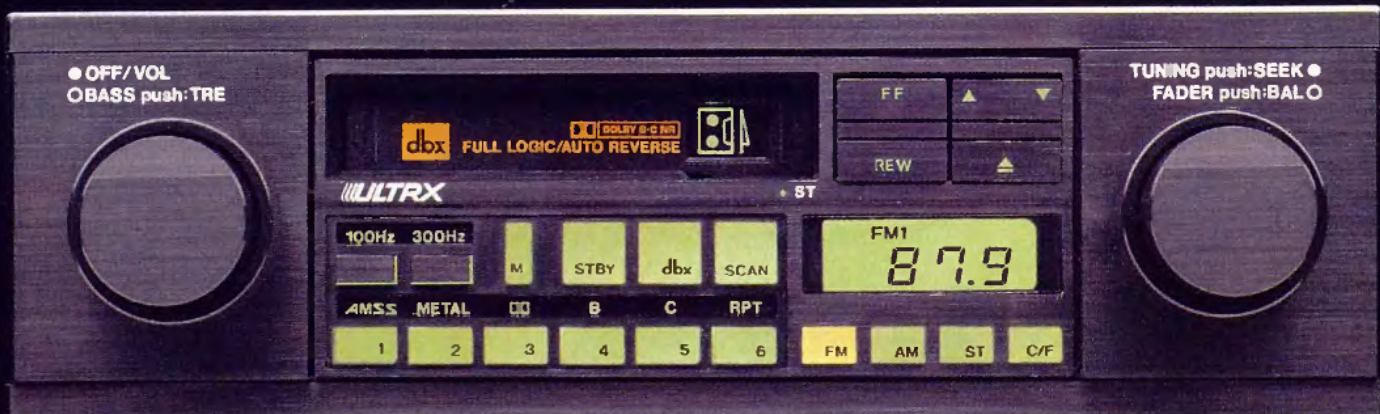 ●OFF/VOL
○BASS push:TRE
dbx FULL LOGIC/AUTO REVERSE
DOLBY B·C NR
ULTRX
ST
FF ▲ ▼
REW ⏏
TUNING push:SEEK●
FADER push:BAL○
100Hz 300Hz
M STBY dbx SCAN
FM1
87.9
AMSS METAL B C RPT
1 2 3 4 5 6
FM AM ST C/F